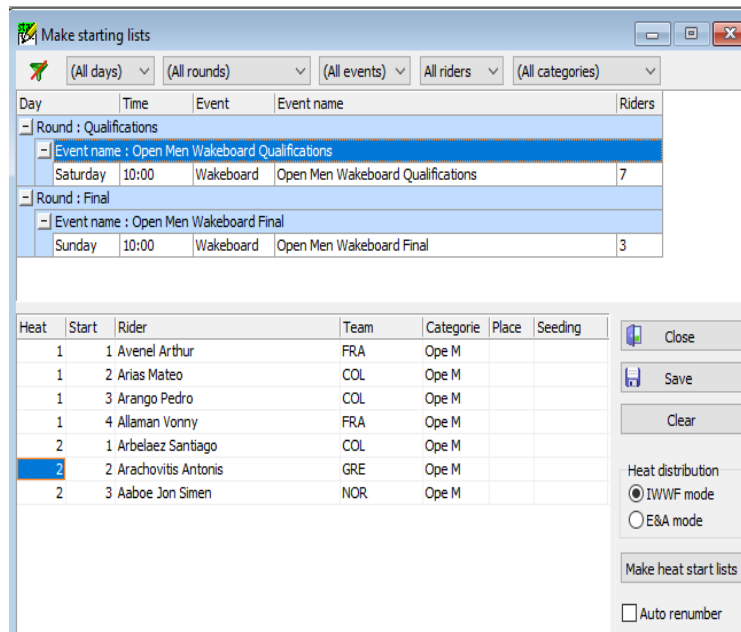 Make starting lists
(All days) (All rounds) (All events) All riders (All categories)
Day Time Event Event name Riders
Round : Qualifications
Event name : Open Men Wakeboard Qualifications
Saturday 10:00 Wakeboard Open Men Wakeboard Qualifications 7
Round : Final
Event name : Open Men Wakeboard Final
Sunday 10:00 Wakeboard Open Men Wakeboard Final 3
Heat Start Rider Team Categorie Place Seeding
1 1 Avenel Arthur FRA Ope M
1 2 Arias Mateo COL Ope M
1 3 Arango Pedro COL Ope M
1 4 Allaman Vonny FRA Ope M
2 1 Arbelaez Santiago COL Ope M
2 2 Arachovitis Antonis GRE Ope M
2 3 Aaboe Jon Simen NOR Ope M
Close
Save
Clear
Heat distribution
IWWF mode
E&A mode
Make heat start lists
Auto renumber